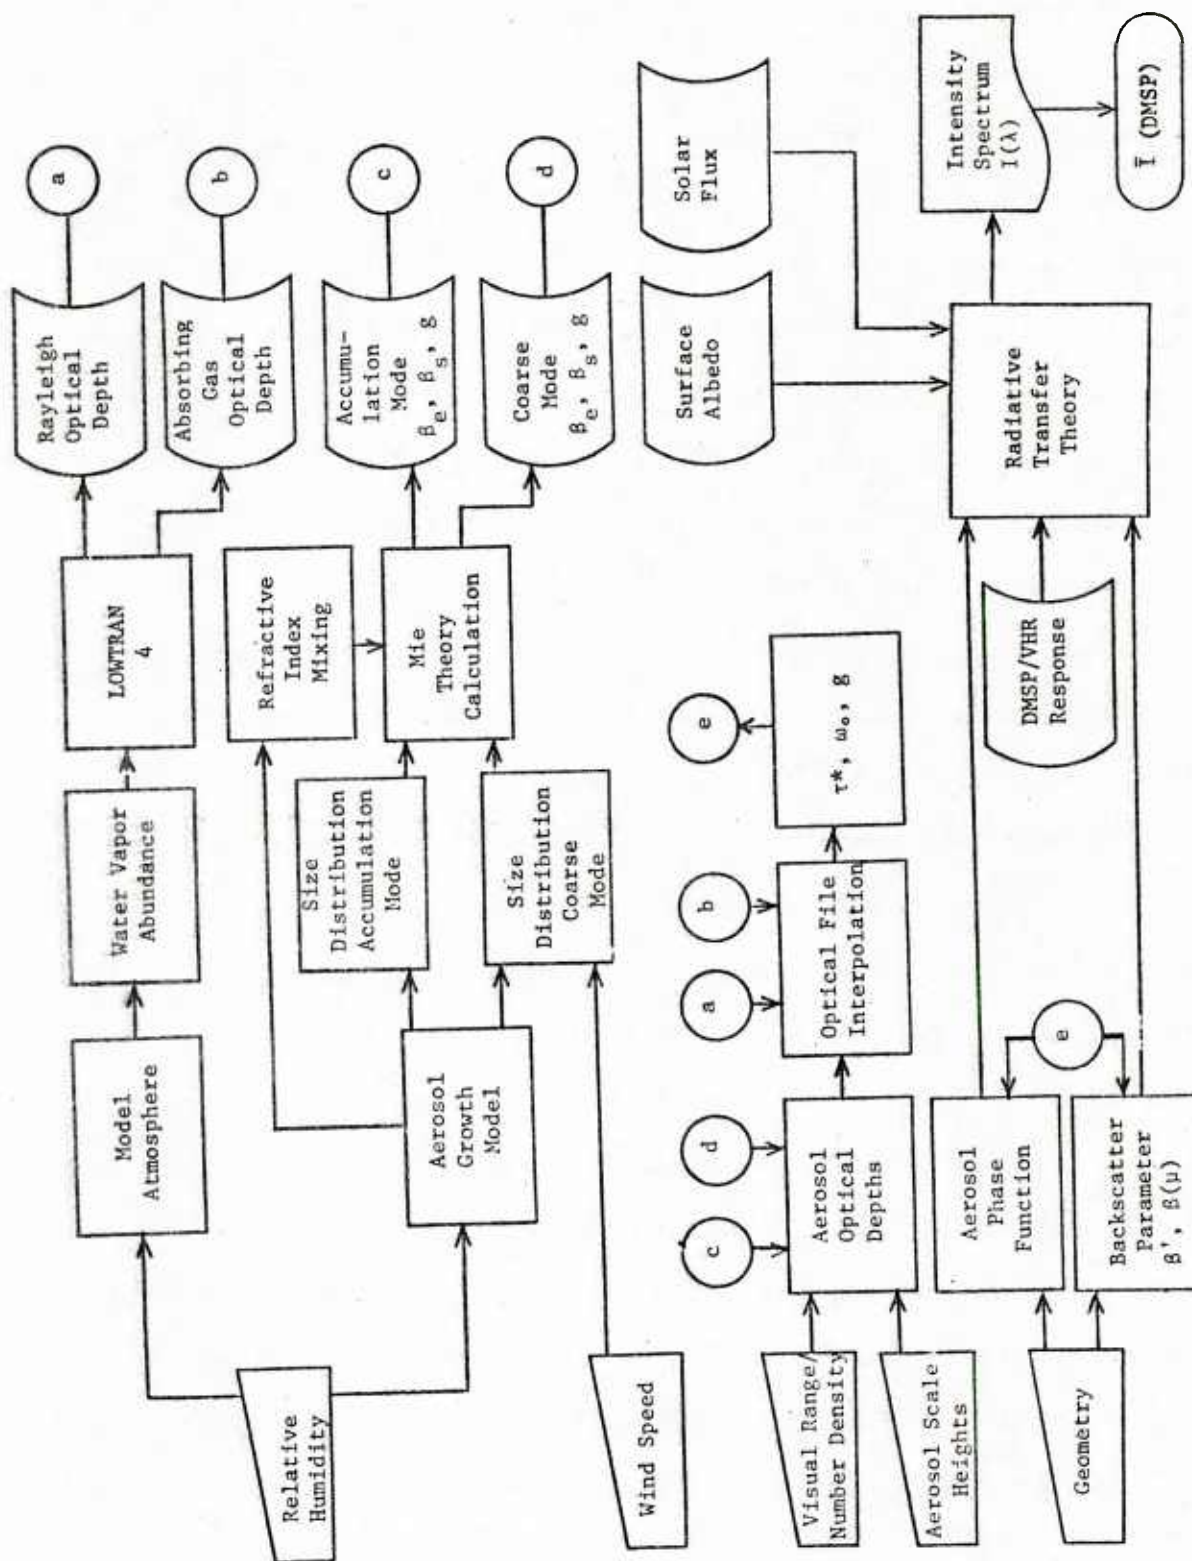 Relative
Humidity
Model
Atmosphere
Water Vapor
Abundance
LOWTRAN
4
Rayleigh
Optical
Depth
a
Absorbing
Gas
Optical
Depth
b
Aerosol
Growth
Model
Refractive
Index
Mixing
Size
Distribution
Accumulation
Mode
Size
Distribution
Coarse
Mode
Mie
Theory
Calculation
Accumu-
lation
Mode
βe, βs, g
c
Coarse
Mode
βe, βs, g
d
Wind Speed
Visual Range/
Number Density
Aerosol Scale
Heights
c
d
Aerosol
Optical
Depths
a
b
Optical File
Interpolation
τ*, ω₀, g
e
Surface
Albedo
Solar
Flux
Geometry
Aerosol
Phase
Function
Backscatter
Parameter
β', β(μ)
e
DMSP/VHR
Response
Radiative
Transfer
Theory
Intensity
Spectrum
I(λ)
Ī (DMSP)